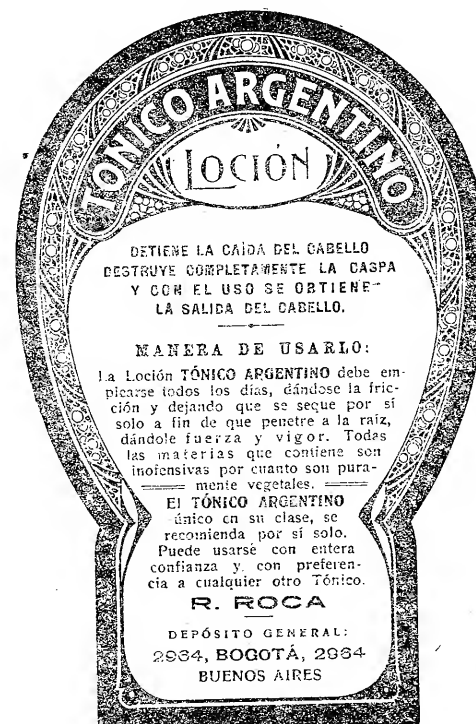 TÓNICO ARGENTINO
LOCIÓN
DETIENE LA CAÍDA DEL CABELLO
DESTRUYE COMPLETAMENTE LA CASPA
Y CON EL USO SE OBTIENE
LA SALIDA DEL CABELLO.
MANERA DE USARLO:
La Loción TÓNICO ARGENTINO debe em-
plearse todos los días, dándose la fric-
ción y dejando que se seque por sí
solo a fin de que penetre a la raíz,
dándole fuerza y vigor. Todas
las materias que contiene son
inofensivas por cuanto son pura-
mente vegetales.
El TÓNICO ARGENTINO
único en su clase, se
recomienda por sí solo.
Puede usarse con entera
confianza y con preferen-
cia a cualquier otro Tónico.
R. ROCA
DEPÓSITO GENERAL:
2964, BOGOTÁ, 2964
BUENOS AIRES